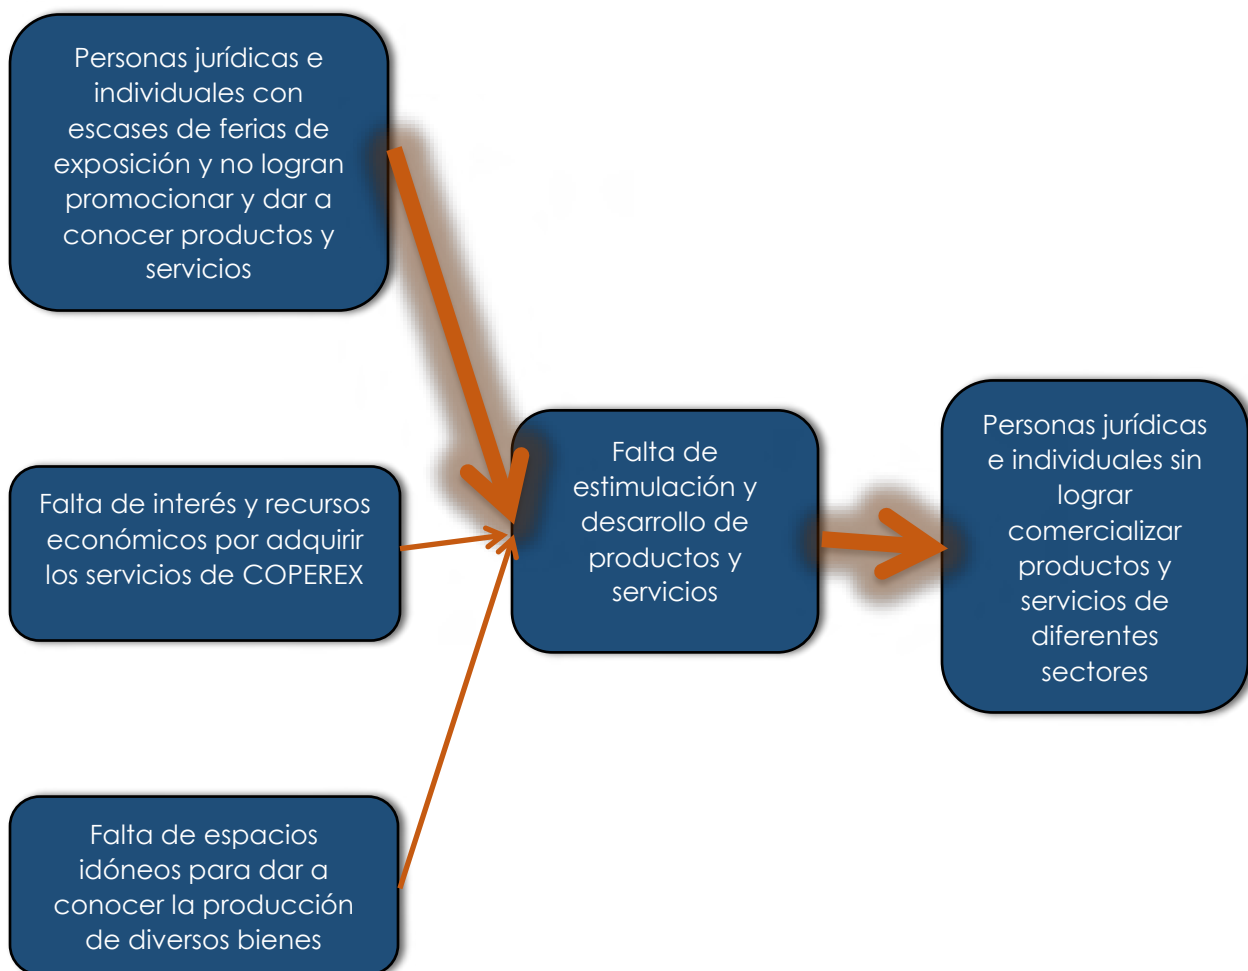 Personas jurídicas e
individuales con
escases de ferias de
exposición y no logran
promocionar y dar a
conocer productos y
servicios
Falta de interés y recursos
económicos por adquirir
los servicios de COPEREX
Falta de espacios
idóneos para dar a
conocer la producción
de diversos bienes
Falta de
estimulación y
desarrollo de
productos y
servicios
Personas jurídicas
e individuales sin
lograr
comercializar
productos y
servicios de
diferentes
sectores